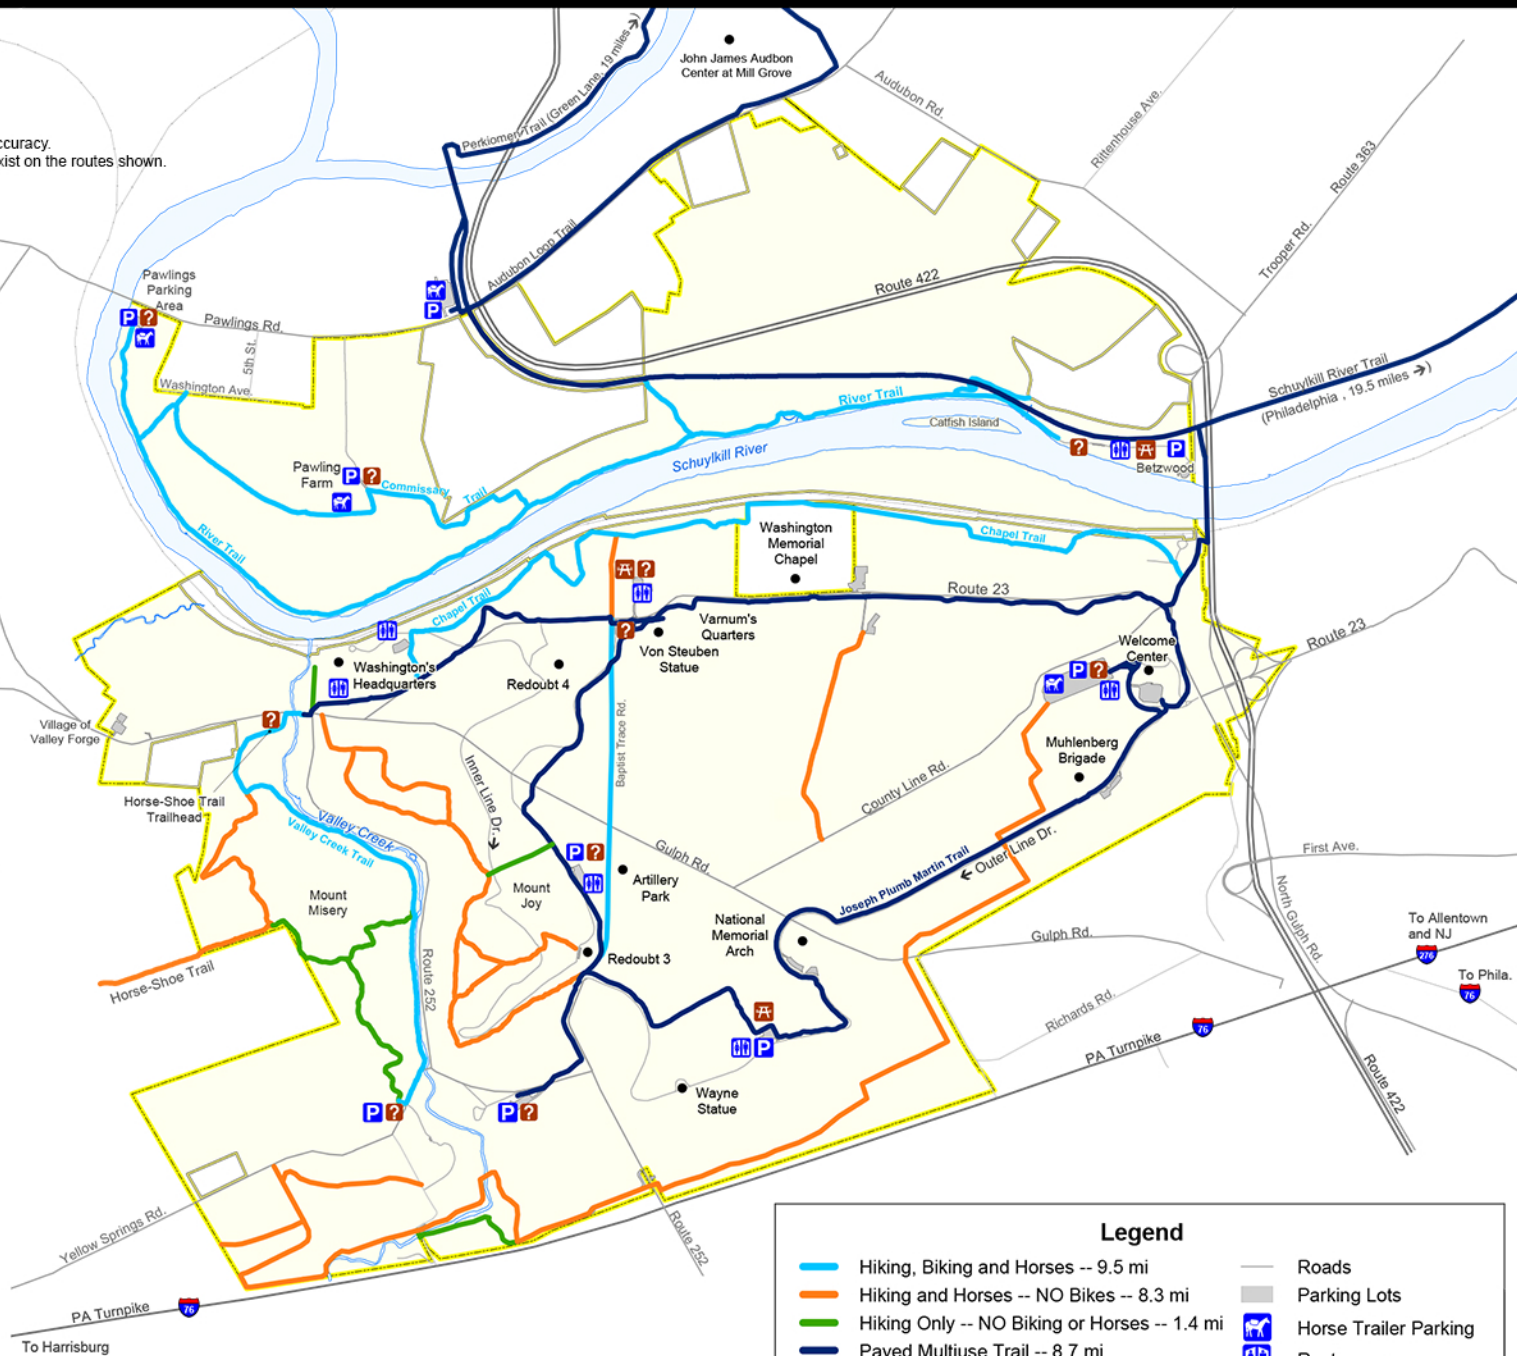 John James Audbon
Center at Mill Grove
Perkiomen Trail (Green Lane, 19 miles →)
Audubon Rd.
Rittenhouse Ave.
Route 363
Trooper Rd.
ccuracy.
xist on the routes shown.
Audubon Loop Trail
Route 422
Pawlings
Parking
Area
P ?
Pawlings Rd.
5th St.
Washington Ave.
P
Schuylkill River Trail
(Philadelphia , 19.5 miles →)
River Trail
Catfish Island
Schuylkill River
? P
Betzwood
Pawling
Farm
P ?
Commissary Trail
River Trail
Washington
Memorial
Chapel
Chapel Trail
Chapel Trail
?
Route 23
Varnum's
Quarters
?
Von Steuben
Statue
Welcome
Center
P ?
Route 23
Washington's
Headquarters
Redoubt 4
Village of
Valley Forge
?
Baptist Trace Rd.
Inner Line Dr. →
Muhlenberg
Brigade
County Line Rd.
Horse-Shoe Trail
Trailhead
Valley Creek
Valley Creek Trail
P ?
Gulph Rd.
Artillery
Park
Mount
Joy
Mount
Misery
← Outer Line Dr.
Joseph Plumb Martin Trail
First Ave.
North Gulph Rd.
National
Memorial
Arch
Gulph Rd.
To Allentown
and NJ
276
To Phila.
76
Redoubt 3
Horse-Shoe Trail
Route 252
Richards Rd.
PA Turnpike
76
P
Wayne
Statue
P ?
P ?
Route 422
Yellow Springs Rd.
Route 252
PA Turnpike
76
To Harrisburg
Legend
Hiking, Biking and Horses -- 9.5 mi
Hiking and Horses -- NO Bikes -- 8.3 mi
Hiking Only -- NO Biking or Horses -- 1.4 mi
Paved Multiuse Trail -- 8.7 mi
Roads
Parking Lots
Horse Trailer Parking